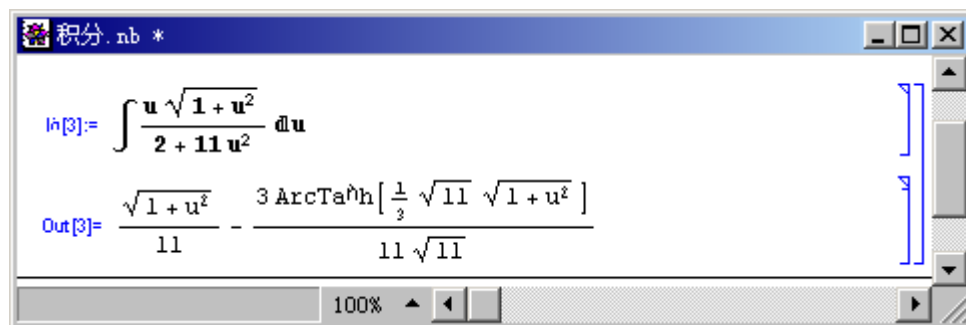 积分.nb *
In[3]:= ∫ u √(1 + u²) / (2 + 11 u²) ⅆu
Out[3]= √(1 + u²) / 11 - 3 ArcTanh[1/3 √11 √(1 + u²)] / (11 √11)
100%